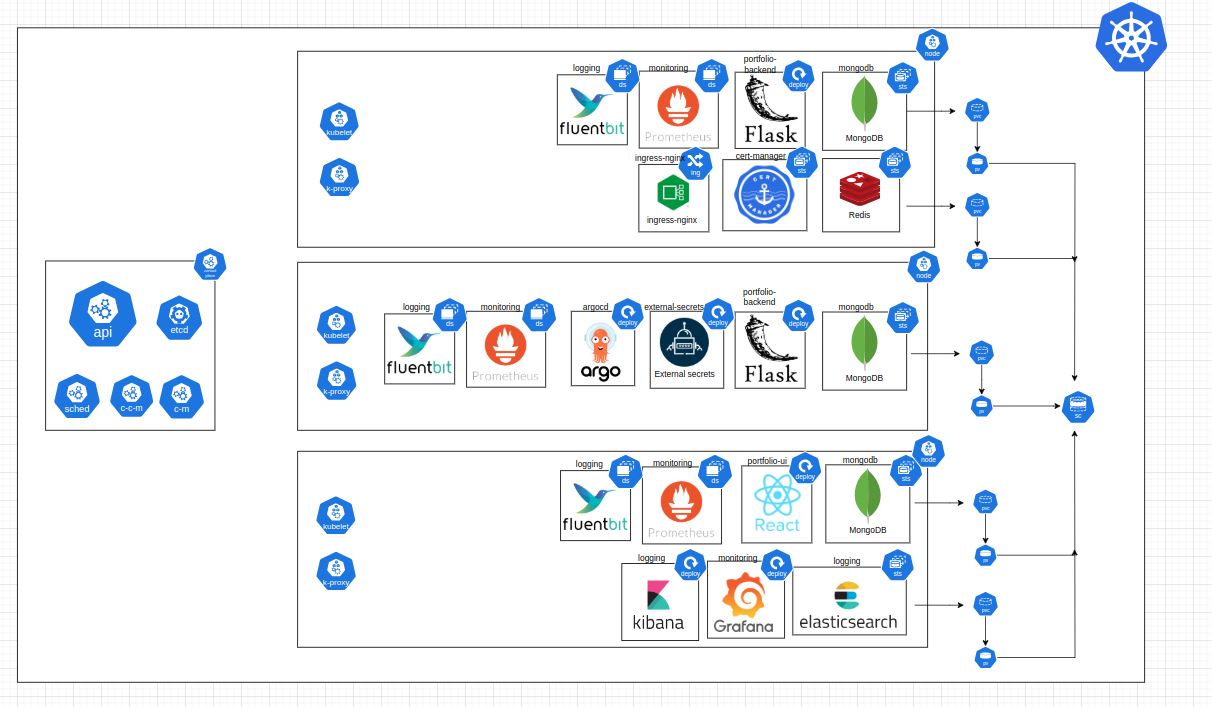 node
logging
ds
fluentbit
monitoring
ds
Prometheus
portfolio-
backend
deploy
Flask
mongodb
sts
MongoDB
kubelet
k-proxy
ingress-nginx
ing
ingress-nginx
cert-manager
sts
CERT
MANAGER
sts
Redis
pvc
pv
pvc
pv
control
plane
api
etcd
sched
c-c-m
c-m
node
kubelet
k-proxy
logging
ds
fluentbit
monitoring
ds
Prometheus
argocd
deploy
argo
external-secrets
deploy
External secrets
portfolio-
backend
deploy
Flask
mongodb
sts
MongoDB
pvc
pv
sc
node
kubelet
k-proxy
logging
ds
fluentbit
monitoring
ds
Prometheus
portfolio-ui
deploy
React
mongodb
sts
MongoDB
logging
deploy
kibana
monitoring
deploy
Grafana
logging
sts
elasticsearch
pvc
pv
pvc
pv